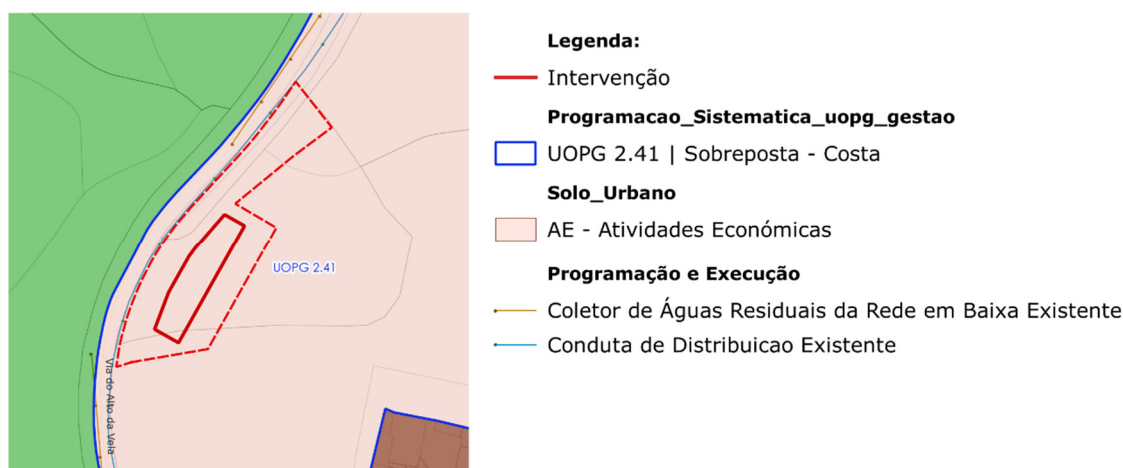 UOPG 2.41
Via do Alto da Vela
Legenda:
Intervenção
Programacao_Sistematica_uopg_gestao
UOPG 2.41 | Sobreposta - Costa
Solo_Urbano
AE - Atividades Económicas
Programação e Execução
Coletor de Águas Residuais da Rede em Baixa Existente
Conduta de Distribuicao Existente